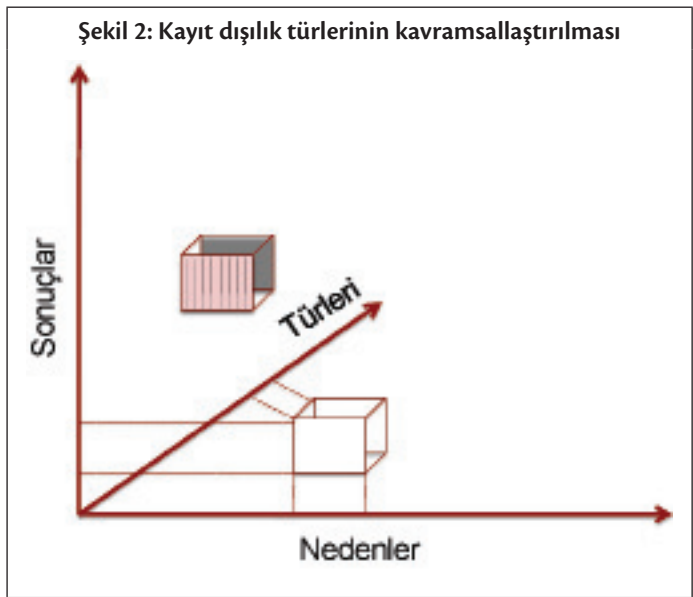 Şekil 2: Kayıt dışılık türlerinin kavramsallaştırılması
Sonuçlar
Türleri
Nedenler